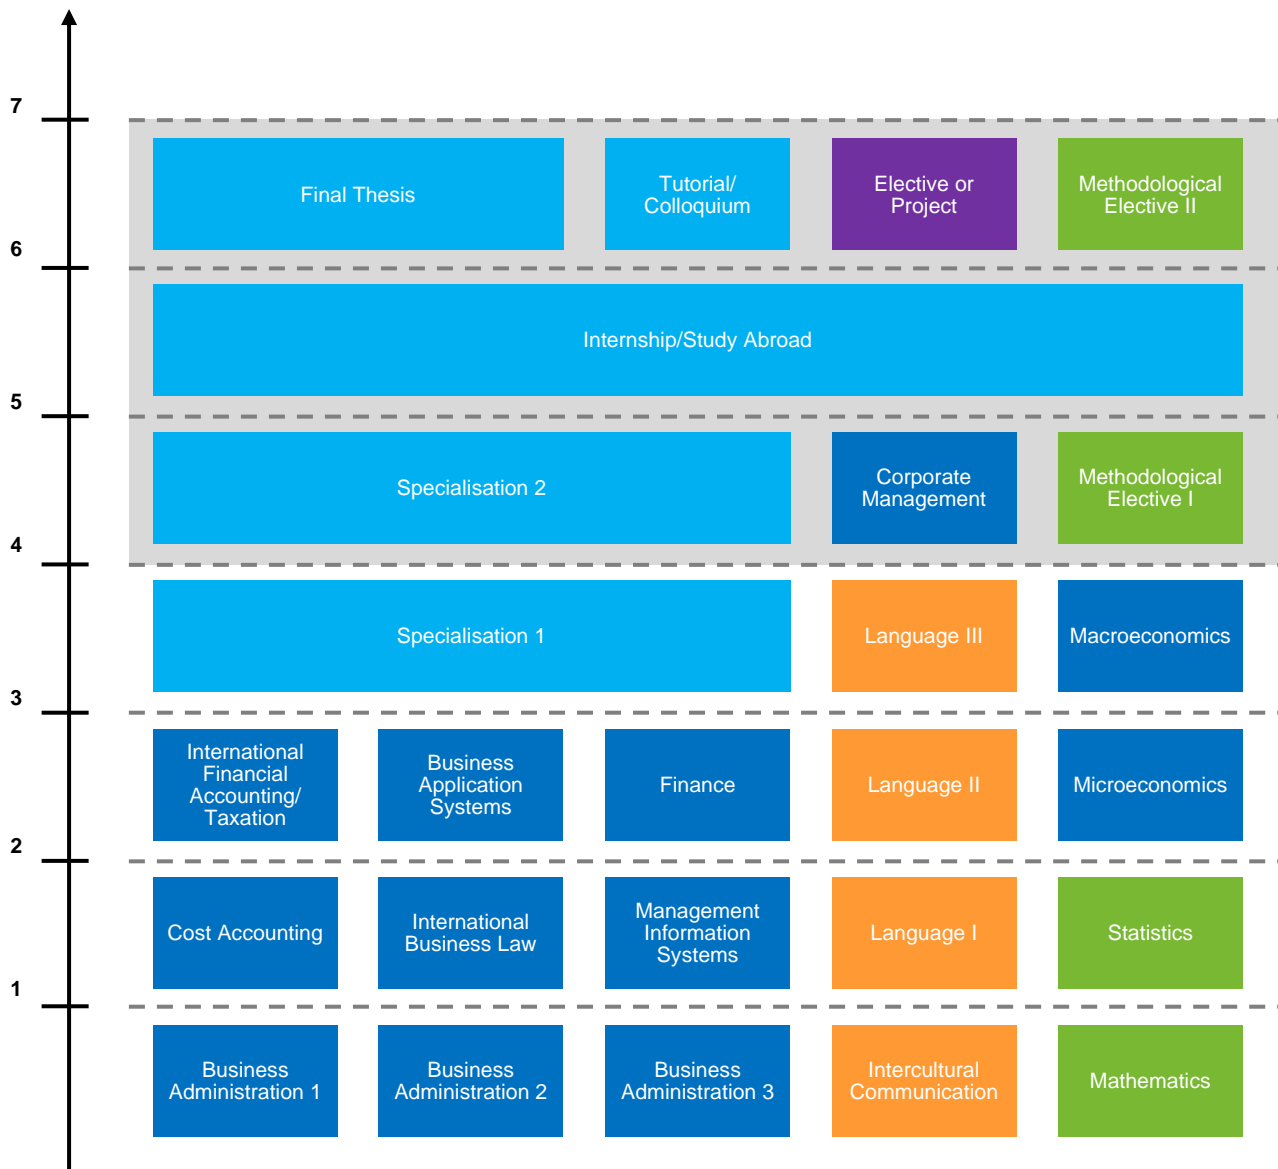 7
Final Thesis
Tutorial/
Colloquium
Elective or
Project
Methodological
Elective II
6
Internship/Study Abroad
5
Specialisation 2
Corporate
Management
Methodological
Elective I
4
Specialisation 1
Language III
Macroeconomics
3
International
Financial
Accounting/
Taxation
Business
Application
Systems
Finance
Language II
Microeconomics
2
Cost Accounting
International
Business Law
Management
Information
Systems
Language I
Statistics
1
Business
Administration 1
Business
Administration 2
Business
Administration 3
Intercultural
Communication
Mathematics